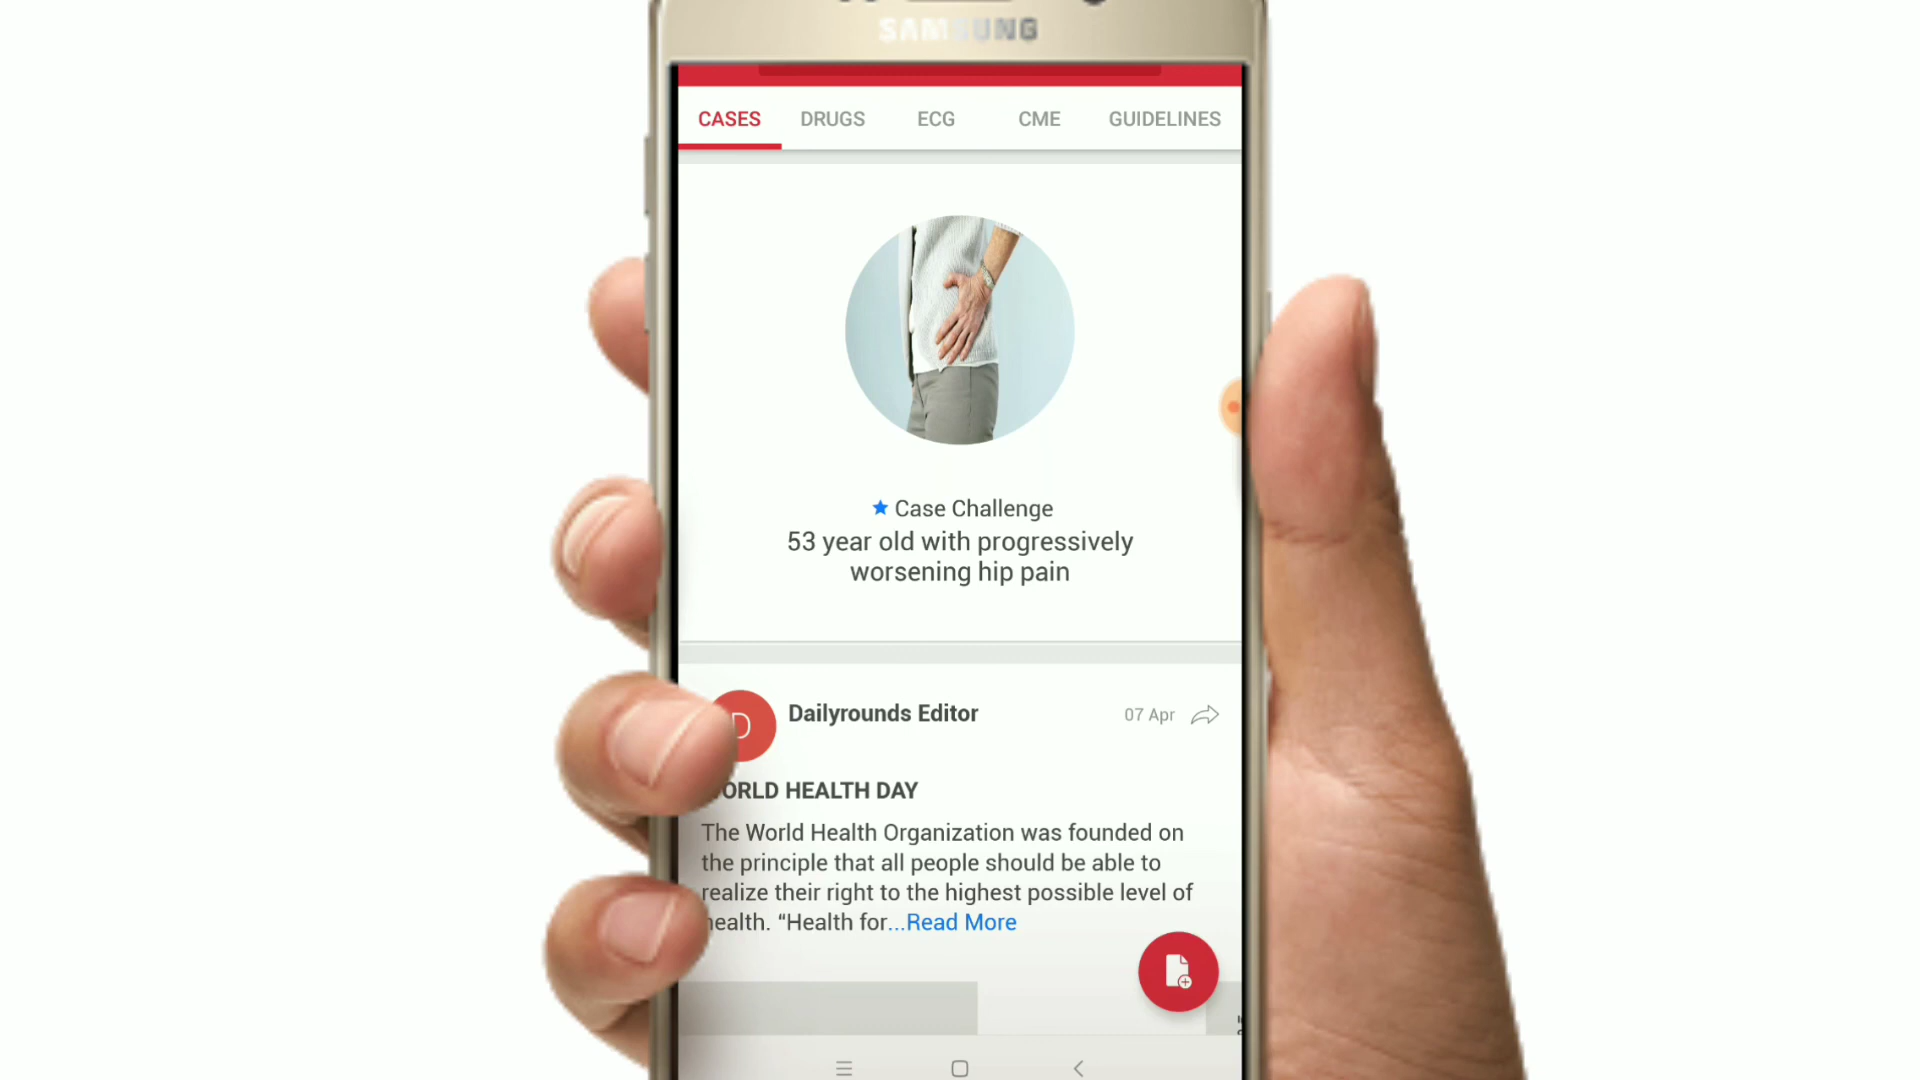 SAMSUNG
CASES DRUGS ECG CME GUIDELINES
Case Challenge
53 year old with progressively
worsening hip pain
D
Dailyrounds Editor 07 Apr
WORLD HEALTH DAY
The World Health Organization was founded on
the principle that all people should be able to
realize their right to the highest possible level of
health. “Health for...Read More